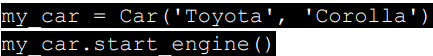 my_car = Car('Toyota', 'Corolla')
my_car.start_engine()